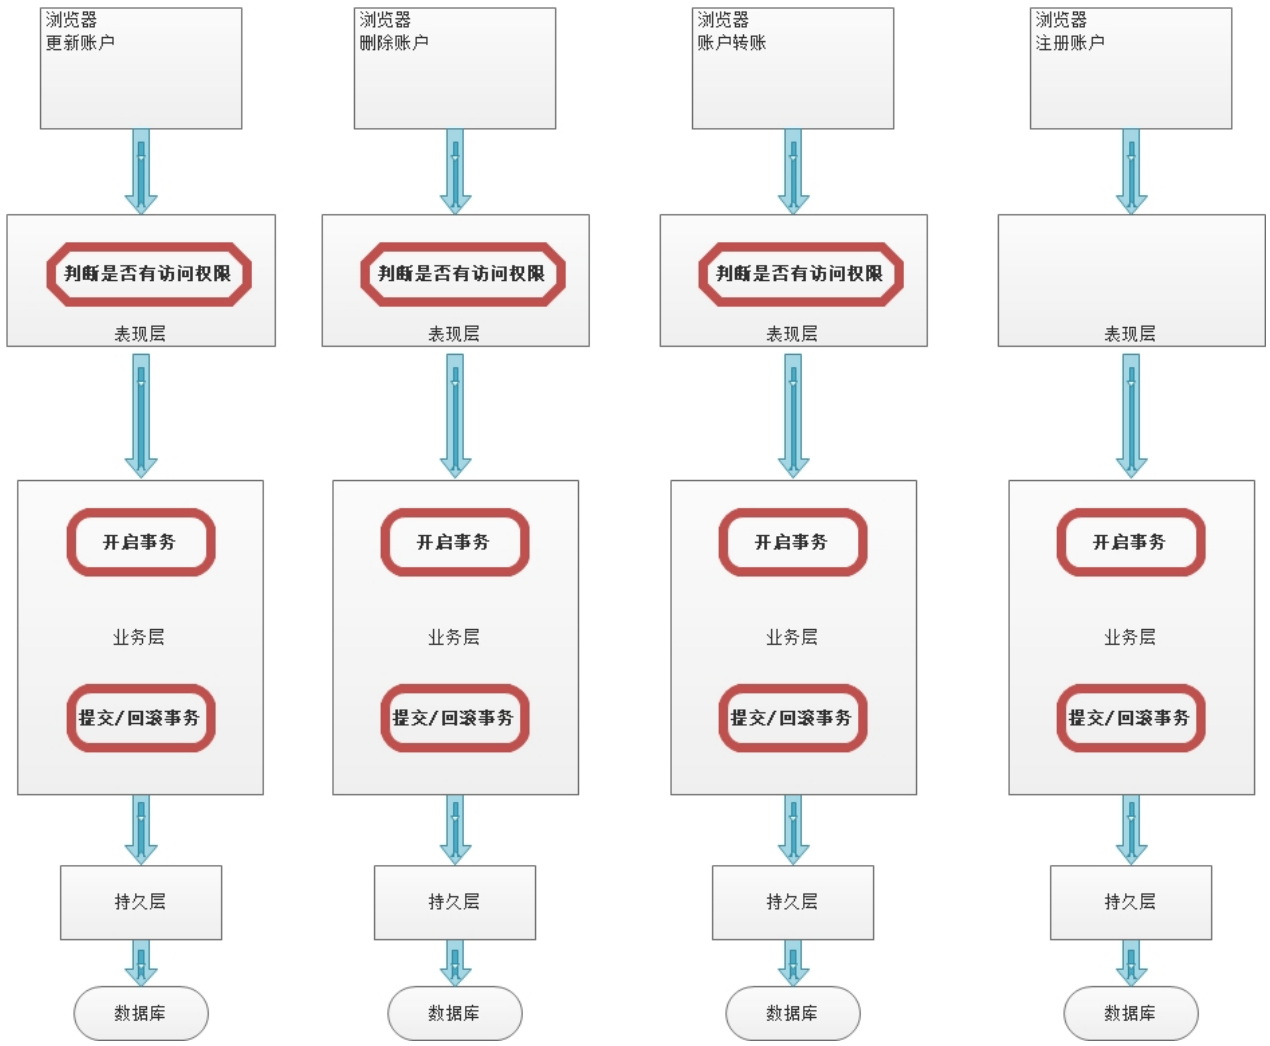 浏览器
更新账户
浏览器
删除账户
浏览器
账户转账
浏览器
注册账户
判断是否有访问权限
判断是否有访问权限
判断是否有访问权限
表现层
表现层
表现层
表现层
开启事务
开启事务
开启事务
开启事务
业务层
业务层
业务层
业务层
提交/回滚事务
提交/回滚事务
提交/回滚事务
提交/回滚事务
持久层
持久层
持久层
持久层
数据库
数据库
数据库
数据库